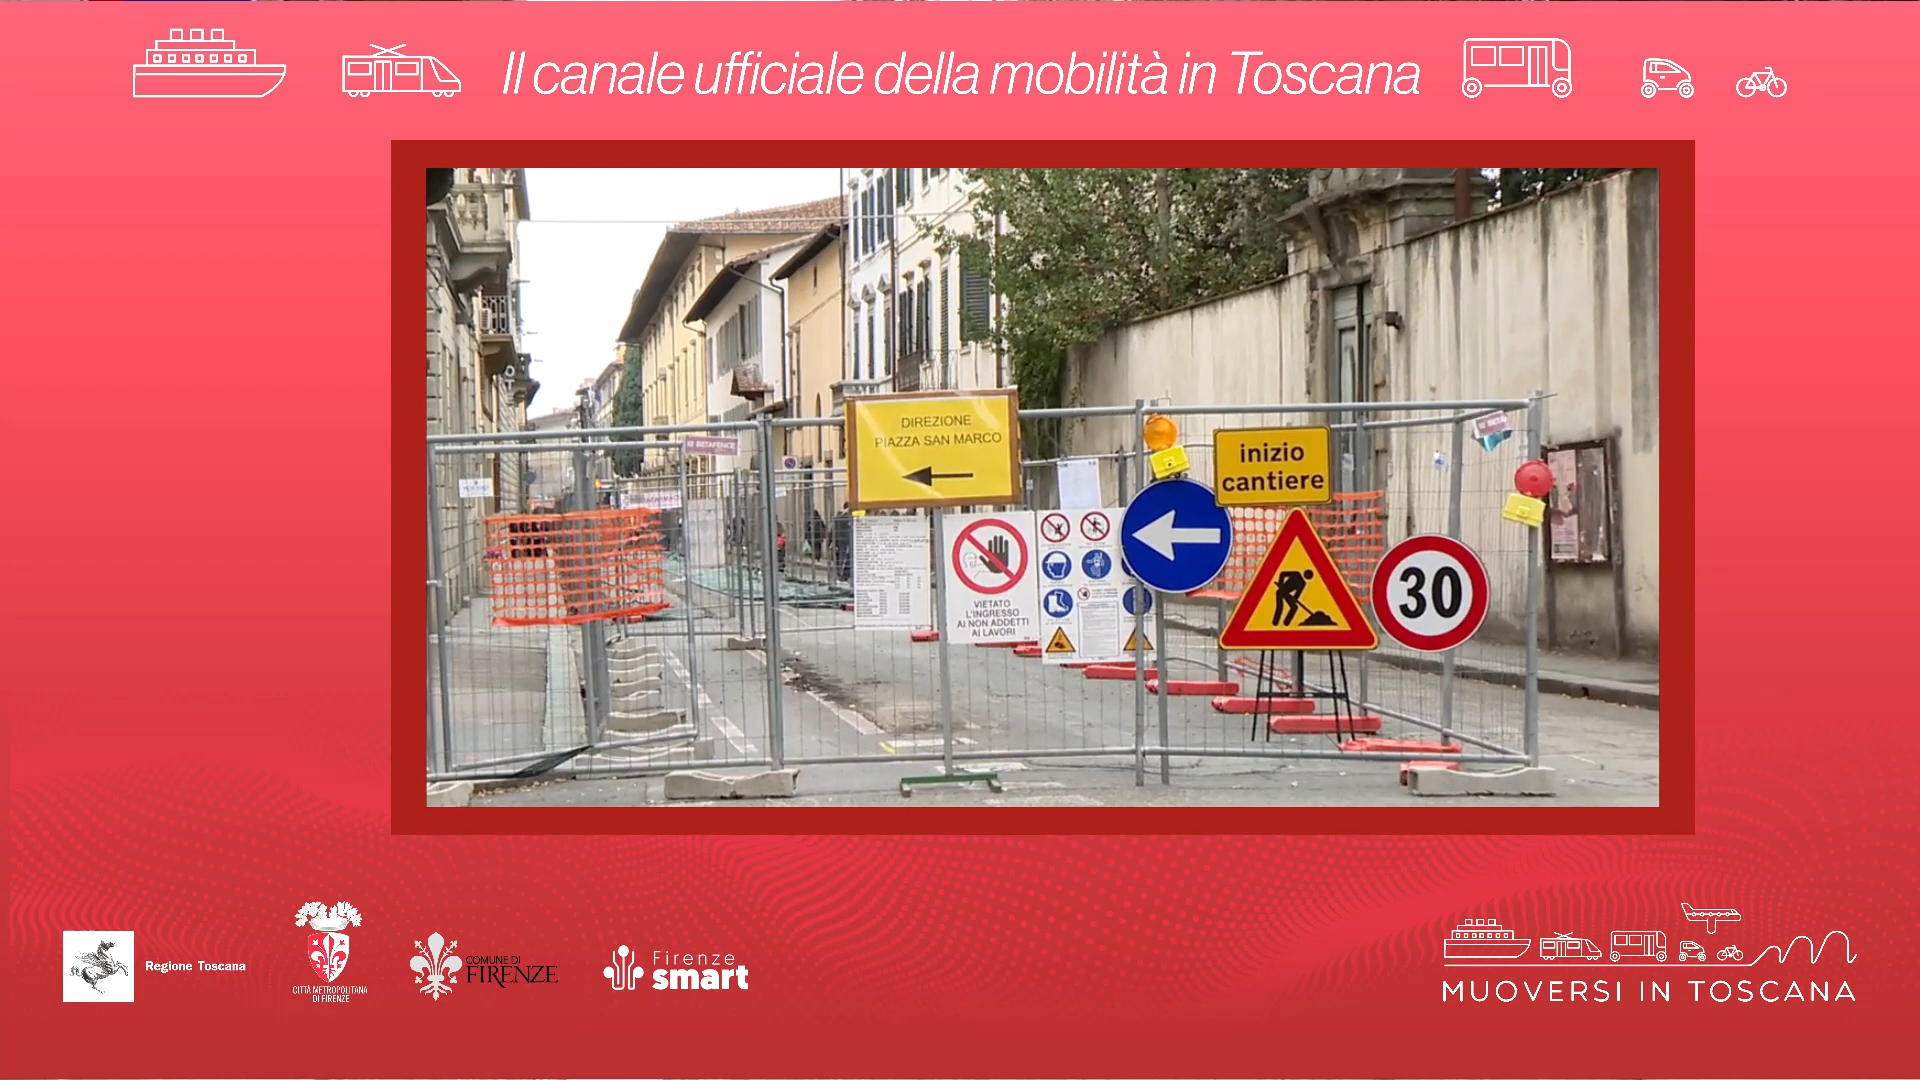 Il canale ufficiale della mobilità in Toscana
DIREZIONE
PIAZZA SAN MARCO
BETAFENCE
inizio
cantiere
30
VIETATO
L'INGRESSO
AI NON ADDETTI
AI LAVORI
Regione Toscana
CITTÀ METROPOLITANA
DI FIRENZE
COMUNE DI
FIRENZE
Firenze
smart
MUOVERSI IN TOSCANA